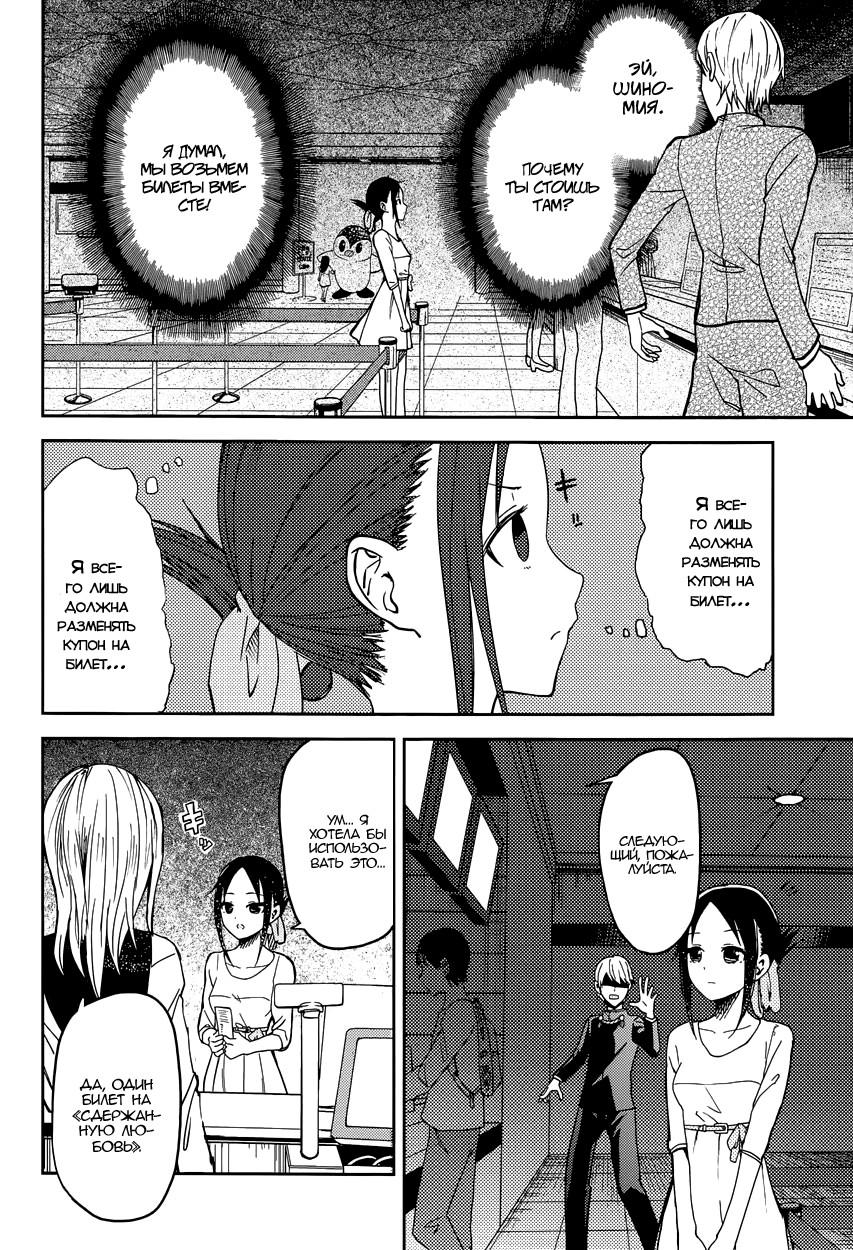 ЭЙ,
ШИНО-
МИЯ.
ПОЧЕМУ
ТЫ СТОИШЬ
ТАМ?
Я ДУМАЛ,
МЫ ВОЗЬМЕМ
БИЛЕТЫ ВМЕ-
СТЕ!
Я ВСЕ-
ГО ЛИШЬ
ДОЛЖНА
РАЗМЕНЯТЬ
КУПОН НА
БИЛЕТ...
Я ВСЕ-
ГО ЛИШЬ
ДОЛЖНА
РАЗМЕНЯТЬ
КУПОН НА
БИЛЕТ...
СЛЕДУЮ-
ЩИЙ, ПОЖА-
ЛУЙСТА.
УМ... Я
ХОТЕЛА БЫ
ИСПОЛЬЗО-
ВАТЬ ЭТО...
ДА, ОДИН
БИЛЕТ НА
«СДЕРЖАН-
НУЮ ЛЮ-
БОВЬ».